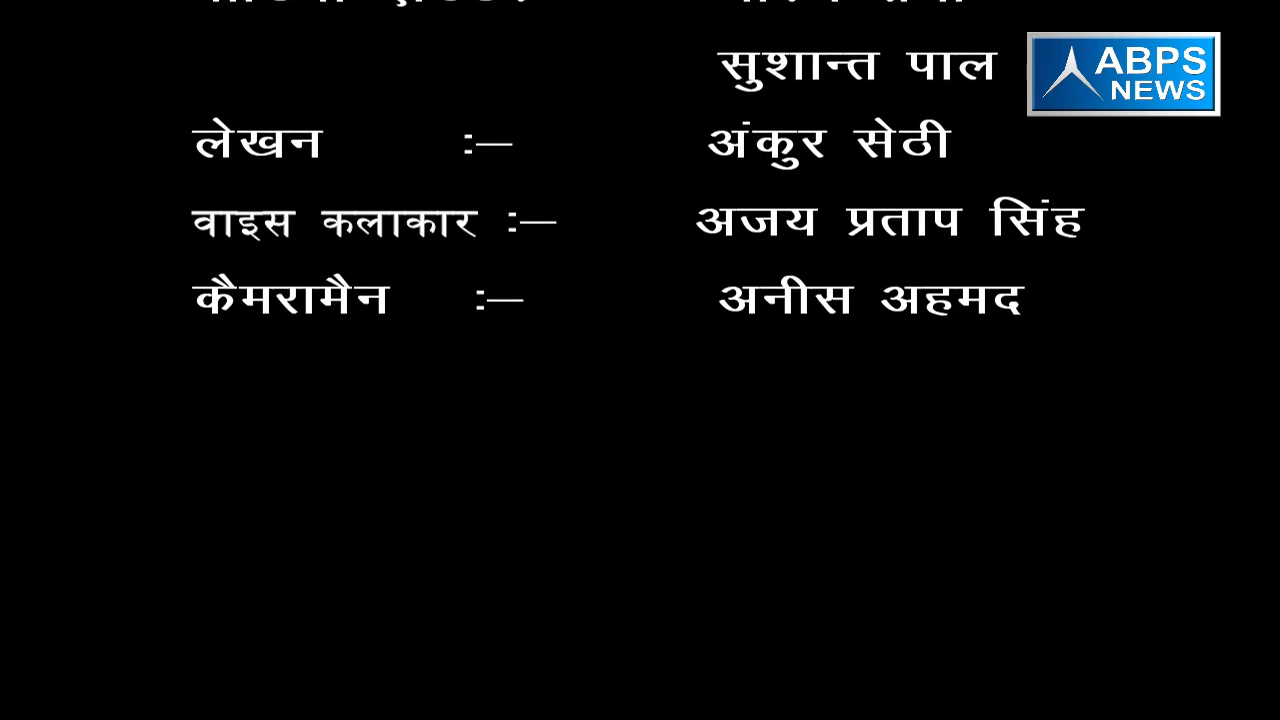 सुशान्त पाल
ABPS
NEWS
लेखन :– अंकुर सेठी
वाइस कलाकार :– अजय प्रताप सिंह
कैमरामैन :– अनीस अहमद